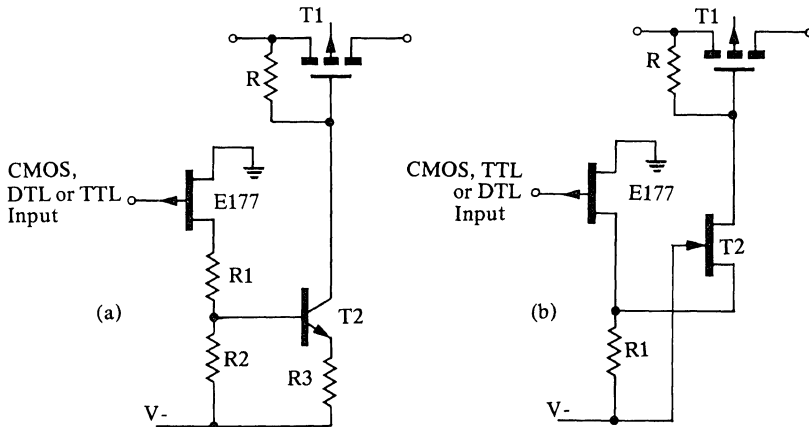 T1
R
CMOS,
DTL or TTL
Input
E177
R1
(a)
T2
R2
R3
V-
T1
R
CMOS, TTL
or DTL
Input
E177
T2
(b)
R1
V-